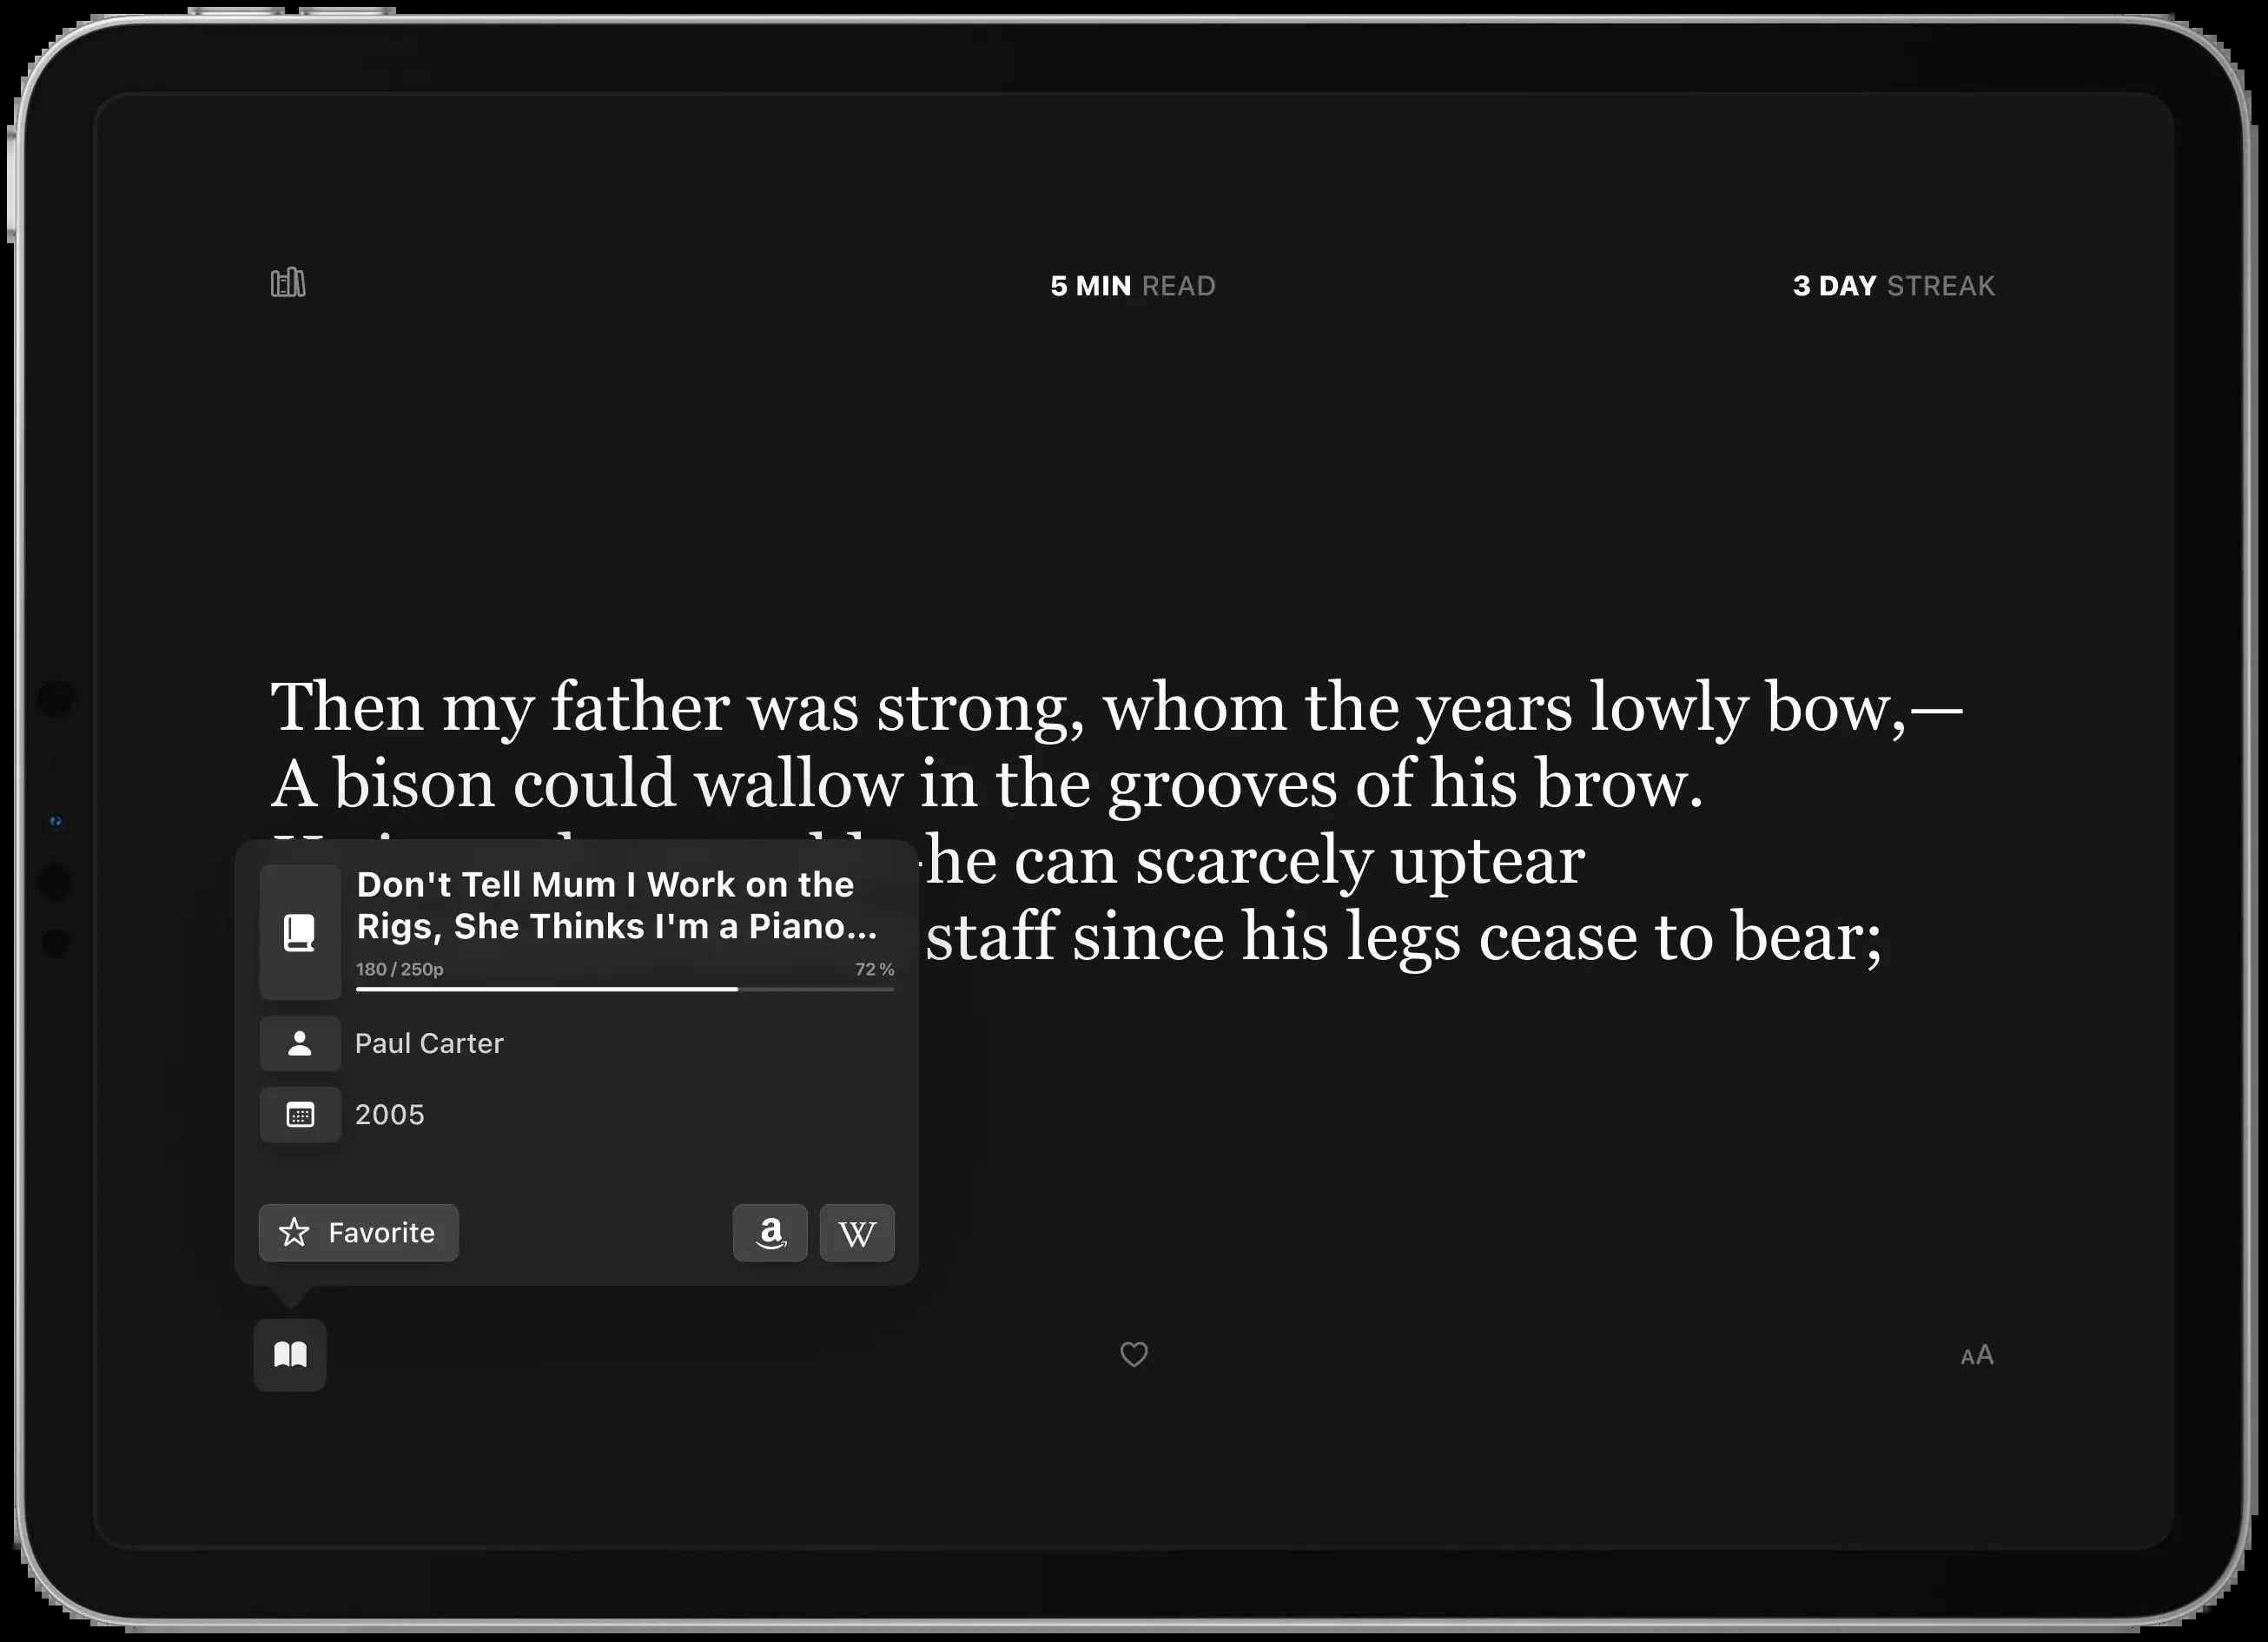 5 MIN READ
3 DAY STREAK
Then my father was strong, whom the years lowly bow,—
A bison could wallow in the grooves of his brow.
he can scarcely uptear
staff since his legs cease to bear;
Don't Tell Mum I Work on the
Rigs, She Thinks I'm a Piano...
180 / 250p
72 %
Paul Carter
2005
Favorite
a
W
AA